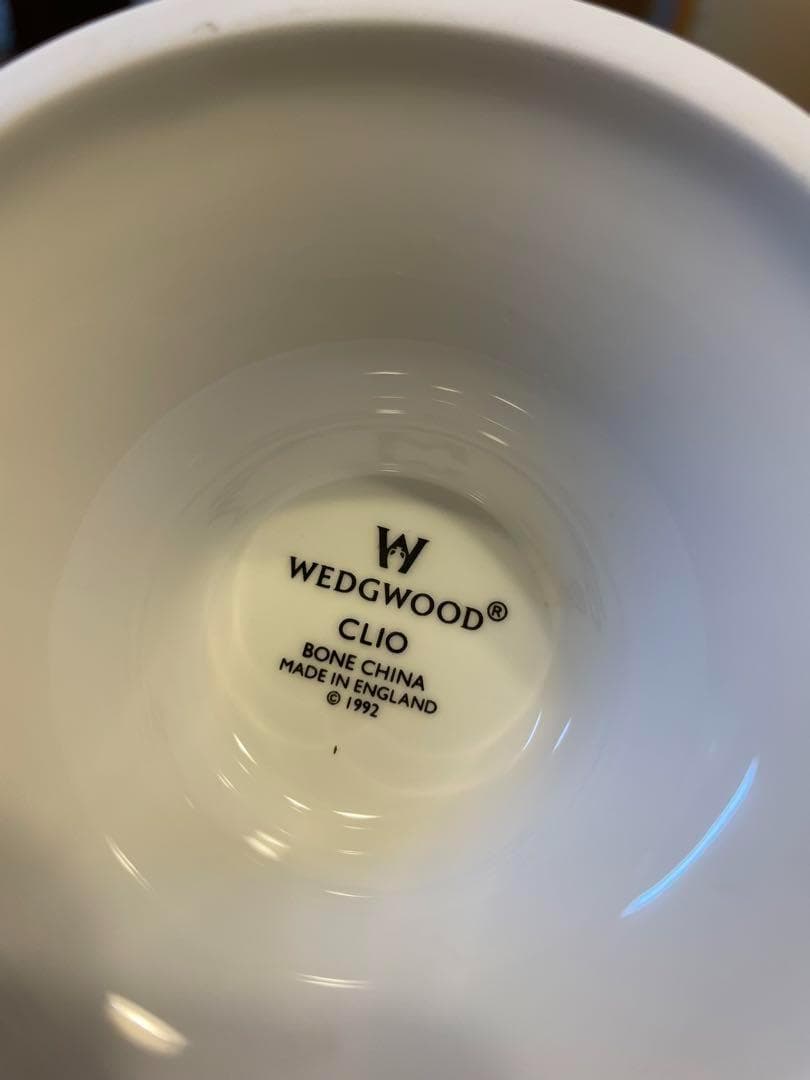 W
WEDGWOOD®
CLIO
BONE CHINA
MADE IN ENGLAND
© 1992